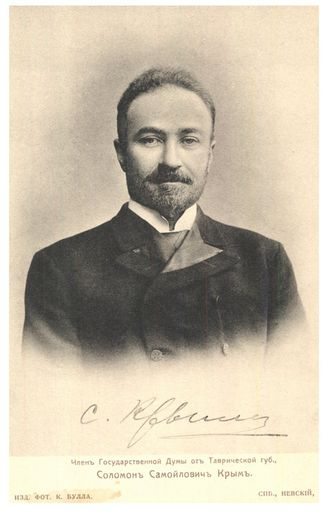 С. Крымъ
Членъ Государственной Думы отъ Таврической губ.,
Соломонъ Самойловичъ Крымъ.
ИЗД. ФОТ. К. БУЛЛА. СПБ., НЕВСКІЙ,